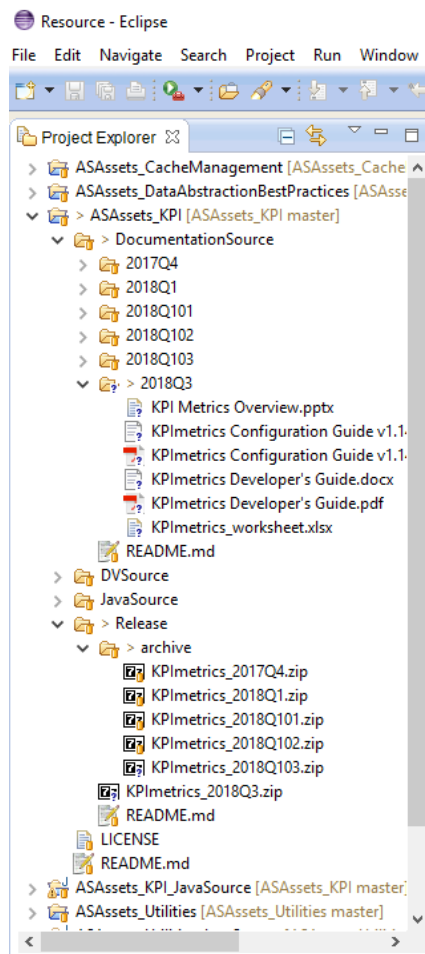 Resource - Eclipse
File Edit Navigate Search Project Run Window
Project Explorer
ASAssets_CacheManagement [ASAssets_Cache
ASAssets_DataAbstractionBestPractices [ASAsse
> ASAssets_KPI [ASAssets_KPI master]
> DocumentationSource
2017Q4
2018Q1
2018Q101
2018Q102
2018Q103
> 2018Q3
KPI Metrics Overview.pptx
KPImetrics Configuration Guide v1.1
KPImetrics Configuration Guide v1.1
KPImetrics Developer's Guide.docx
KPImetrics Developer's Guide.pdf
KPImetrics_worksheet.xlsx
README.md
DVSource
JavaSource
> Release
> archive
KPImetrics_2017Q4.zip
KPImetrics_2018Q1.zip
KPImetrics_2018Q101.zip
KPImetrics_2018Q102.zip
KPImetrics_2018Q103.zip
KPImetrics_2018Q3.zip
README.md
LICENSE
README.md
ASAssets_KPI_JavaSource [ASAssets_KPI master]
ASAssets_Utilities [ASAssets_Utilities master]